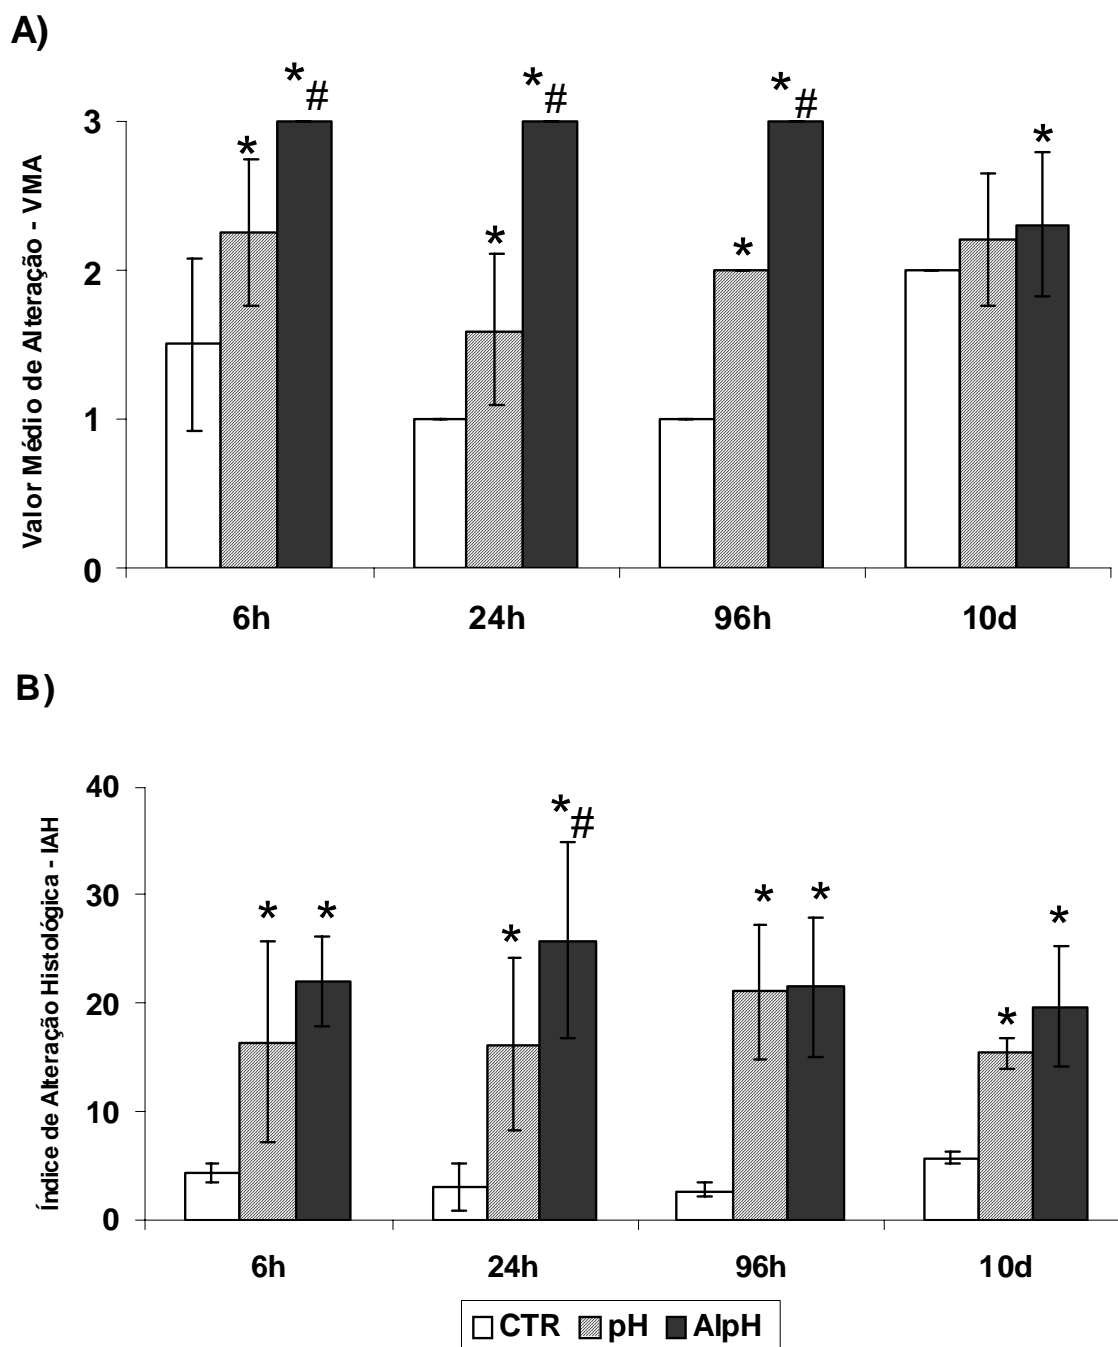 A)
Valor Médio de Alteração - VMA
*#
*#
*#
3
*
*
*
*
2
1
0
6h 24h 96h 10d
B)
Índice de Alteração Histológica - IAH
40
*#
30
* * * * * *
20
*
10
0
6h 24h 96h 10d
CTR pH AlpH